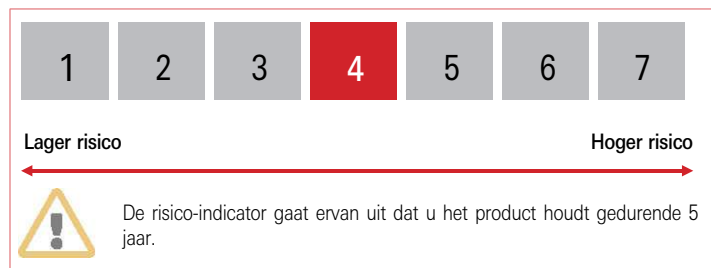 1 2 3 4 5 6 7
Lager risico Hoger risico
De risico-indicator gaat ervan uit dat u het product houdt gedurende 5
jaar.